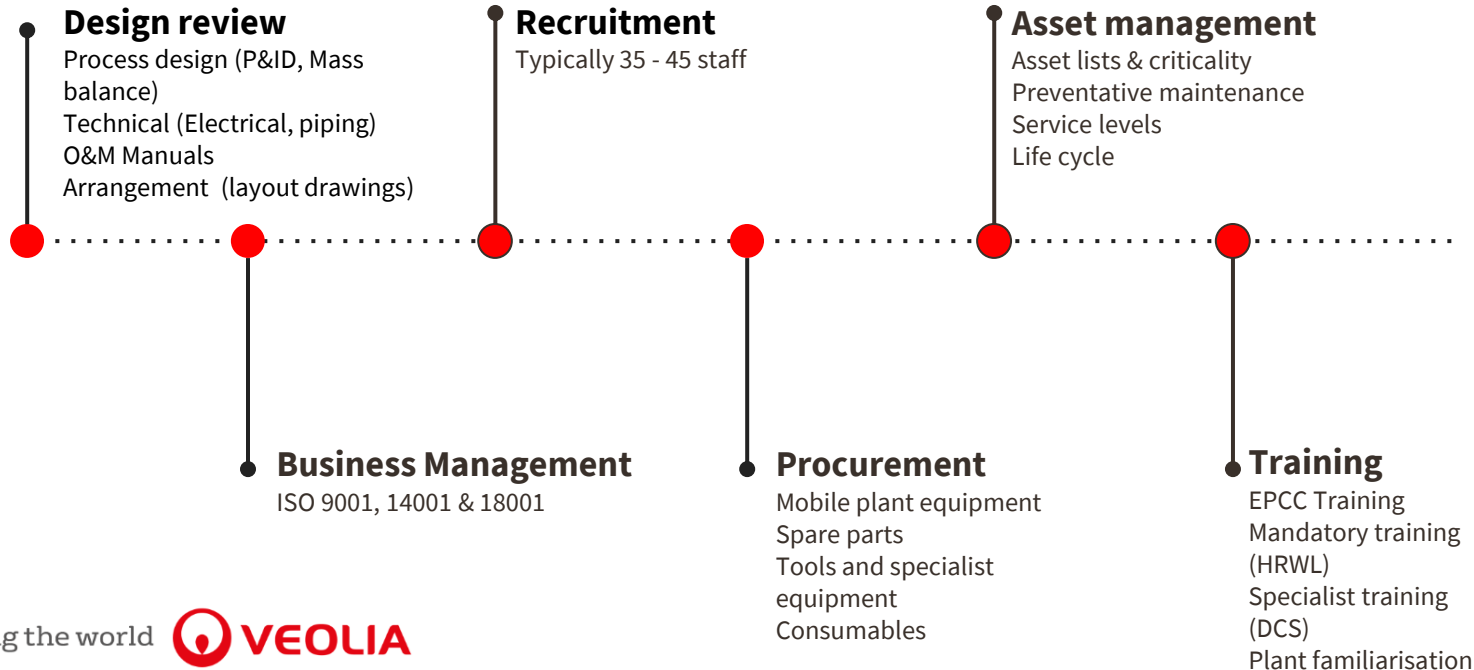 Design review
Process design (P&ID, Mass
balance)
Technical (Electrical, piping)
O&M Manuals
Arrangement (layout drawings)
Recruitment
Typically 35 - 45 staff
Asset management
Asset lists & criticality
Preventative maintenance
Service levels
Life cycle
Business Management
ISO 9001, 14001 & 18001
Procurement
Mobile plant equipment
Spare parts
Tools and specialist
equipment
Consumables
Training
EPCC Training
Mandatory training
(HRWL)
Specialist training
(DCS)
Plant familiarisation
g the world
VEOLIA